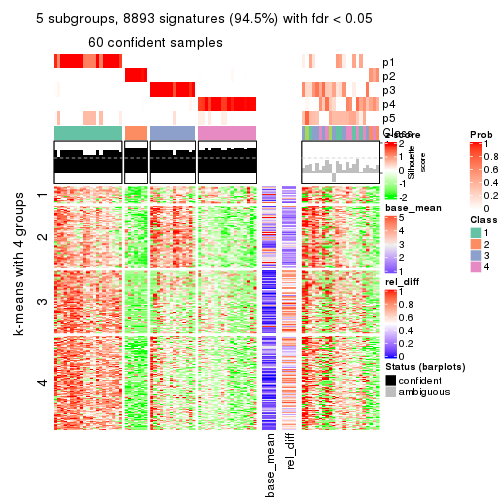 5 subgroups, 8893 signatures (94.5%) with fdr < 0.05
60 confident samples
p1
p2
p3
p4
p5
Class
k-means with 4 groups
1
2
3
4
base_mean
rel_diff
z-score
2
1
0
-1
-2
Silhouette
score
base_mean
5
4
3
2
1
rel_diff
1
0.8
0.6
0.4
0.2
0
Status (barplots)
confident
ambiguous
Prob
1
0.8
0.6
0.4
0.2
0
Class
1
2
3
4